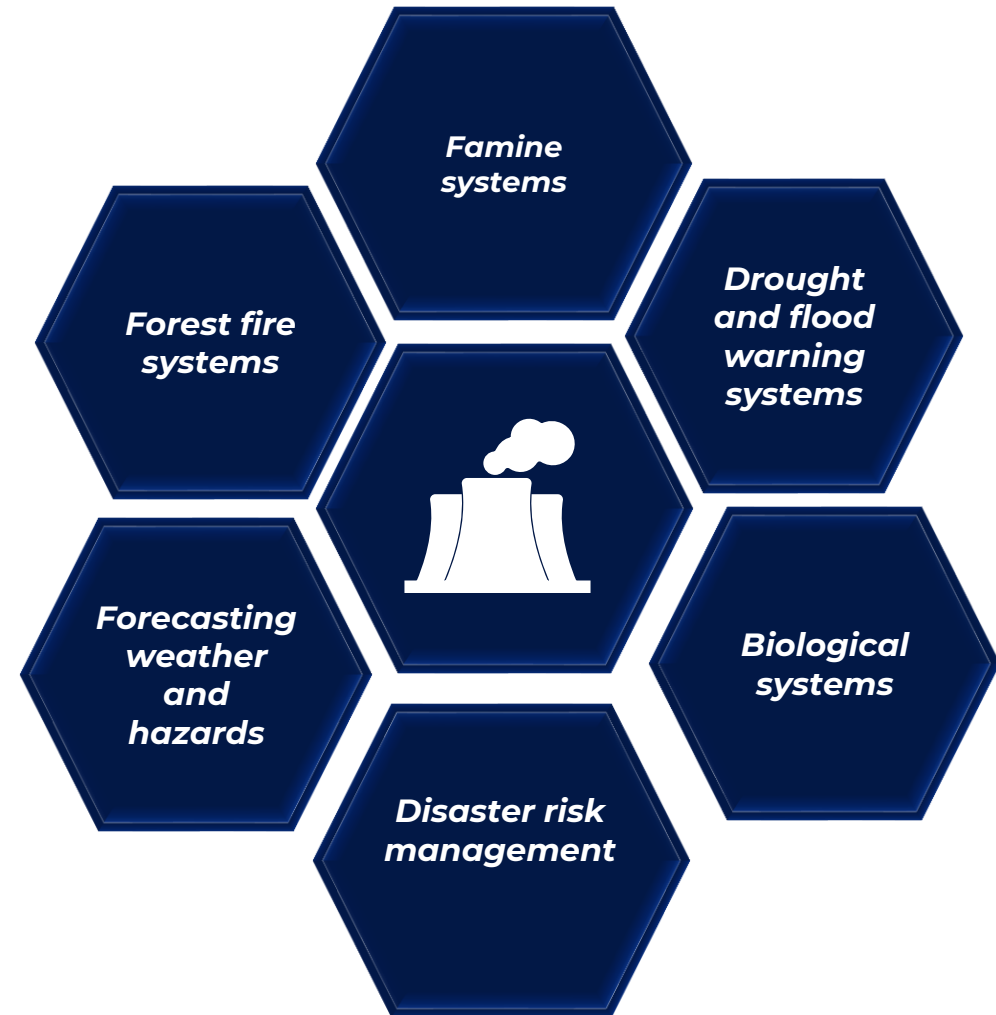 Famine
systems
Forest fire
systems
Drought
and flood
warning
systems
Forecasting
weather
and
hazards
Biological
systems
Disaster risk
management